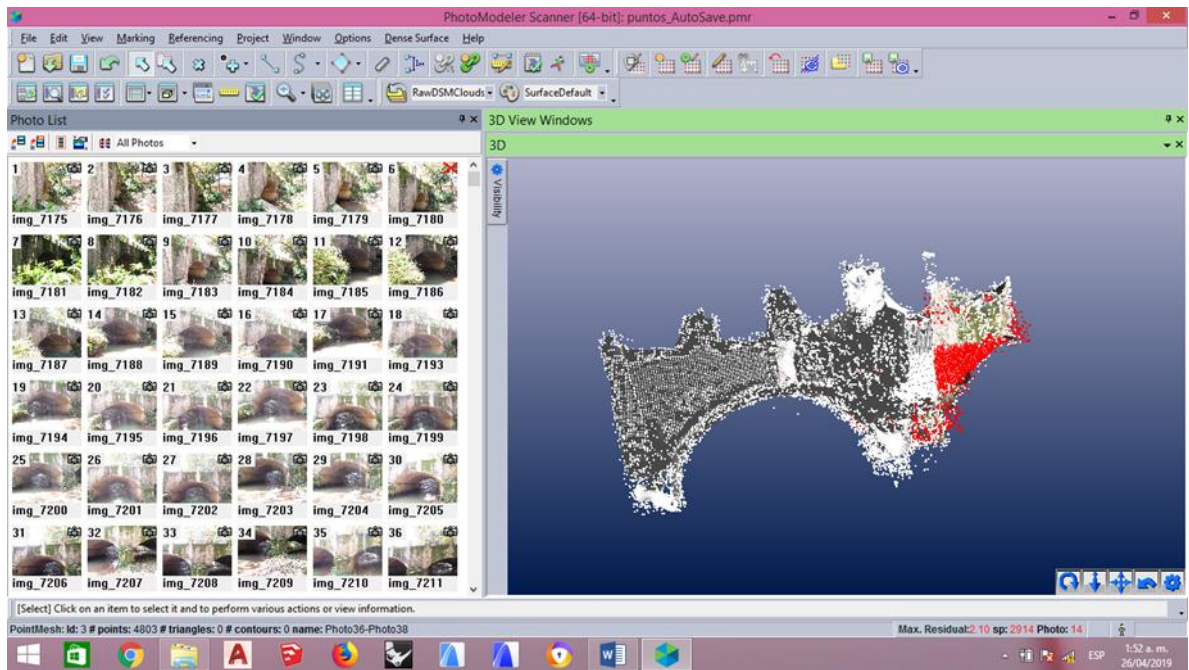 PhotoModeler Scanner [64-bit]: puntos_AutoSave.pmr
File Edit View Marking Referencing Project Window Options Dense Surface Help
RawDSMClouds SurfaceDefault
Photo List
3D View Windows
All Photos
3D
Visibility
1 2 3 4 5 6
img_7175 img_7176 img_7177 img_7178 img_7179 img_7180
7 8 9 10 11 12
img_7181 img_7182 img_7183 img_7184 img_7185 img_7186
13 14 15 16 17 18
img_7187 img_7188 img_7189 img_7190 img_7191 img_7193
19 20 21 22 23 24
img_7194 img_7195 img_7196 img_7197 img_7198 img_7199
25 26 27 28 29 30
img_7200 img_7201 img_7202 img_7203 img_7204 img_7205
31 32 33 34 35 36
img_7206 img_7207 img_7208 img_7209 img_7210 img_7211
[Select] Click on an item to select it and to perform various actions or view information.
PointMesh: Id: 3 # points: 4803 # triangles: 0 # contours: 0 name: Photo36-Photo38
Max. Residual:2.10 sp: 2914 Photo: 14
ESP
1:52 a. m.
26/04/2019